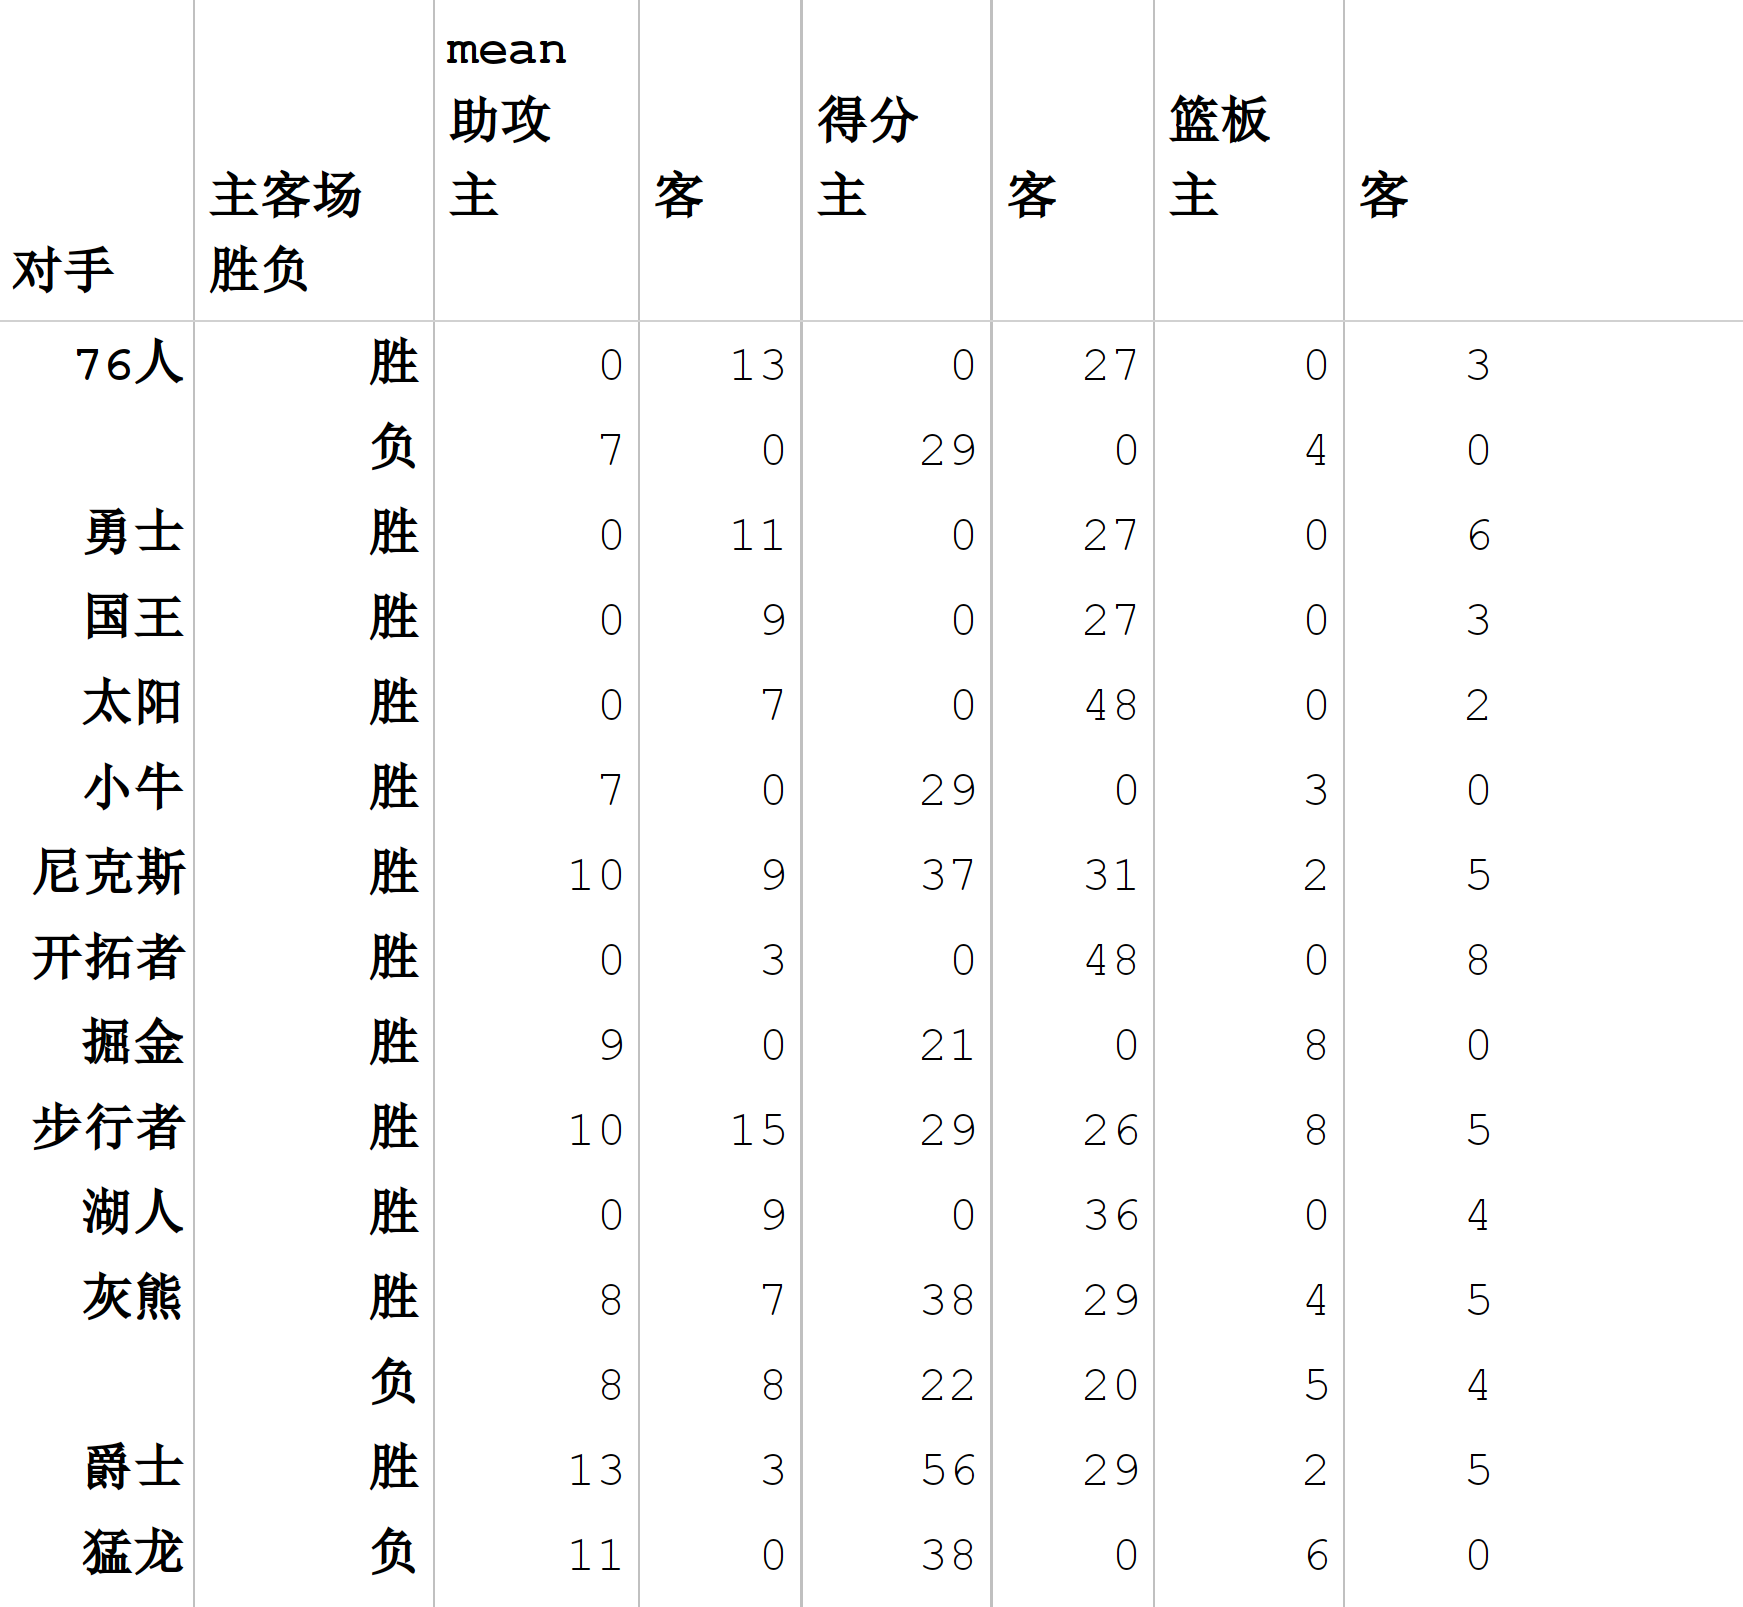 mean
助攻 得分 篮板
主客场 主 客 主 客 主 客
对手 胜负
76人 胜 0 13 0 27 0 3
负 7 0 29 0 4 0
勇士 胜 0 11 0 27 0 6
国王 胜 0 9 0 27 0 3
太阳 胜 0 7 0 48 0 2
小牛 胜 7 0 29 0 3 0
尼克斯 胜 10 9 37 31 2 5
开拓者 胜 0 3 0 48 0 8
掘金 胜 9 0 21 0 8 0
步行者 胜 10 15 29 26 8 5
湖人 胜 0 9 0 36 0 4
灰熊 胜 8 7 38 29 4 5
负 8 8 22 20 5 4
爵士 胜 13 3 56 29 2 5
猛龙 负 11 0 38 0 6 0